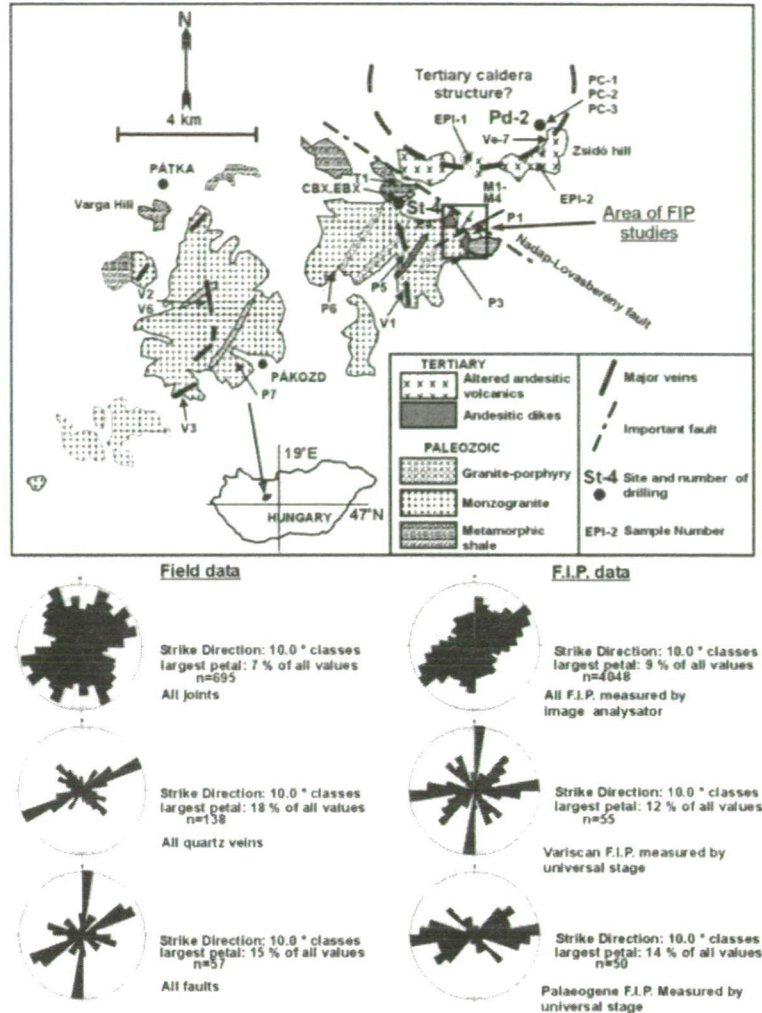 N
4 km
Tertiary caldera
structure?
PC-1
PC-2
PC-3
Pd-2
EPI-1
Ve-7
Zsidó hill
PÁTKA
Varga Hill
T1
CBX,EBX
St-4
M1-
M4
EPI-2
P1
Area of FIP
studies
Nadap-Lovasberény fault
V2
V6
P6
P5
V1
P3
PÁKOZD
P7
V3
19°E
HUNGARY
47°N
TERTIARY
Altered andesitic
volcanics
Andesitic dikes
PALEOZOIC
Granite-porphyry
Monzogranite
Metamorphic
shale
Major veins
Important fault
St-4 Site and number of
drilling
EPI-2 Sample Number
Field data
Strike Direction: 10.0 ° classes
largest petal: 7 % of all values
n=695
All joints
Strike Direction: 10.0 ° classes
largest petal: 18 % of all values
n=138
All quartz veins
Strike Direction: 10.0 ° classes
largest petal: 15 % of all values
n=57
All faults
F.I.P. data
Strike Direction: 10.0 ° classes
largest petal: 9 % of all values
n=4048
All F.I.P. measured by
image analysator
Strike Direction: 10.0 ° classes
largest petal: 12 % of all values
n=55
Variscan F.I.P. measured by
universal stage
Strike Direction: 10.0 ° classes
largest petal: 14 % of all values
n=50
Palaeogene F.I.P. Measured by
universal stage